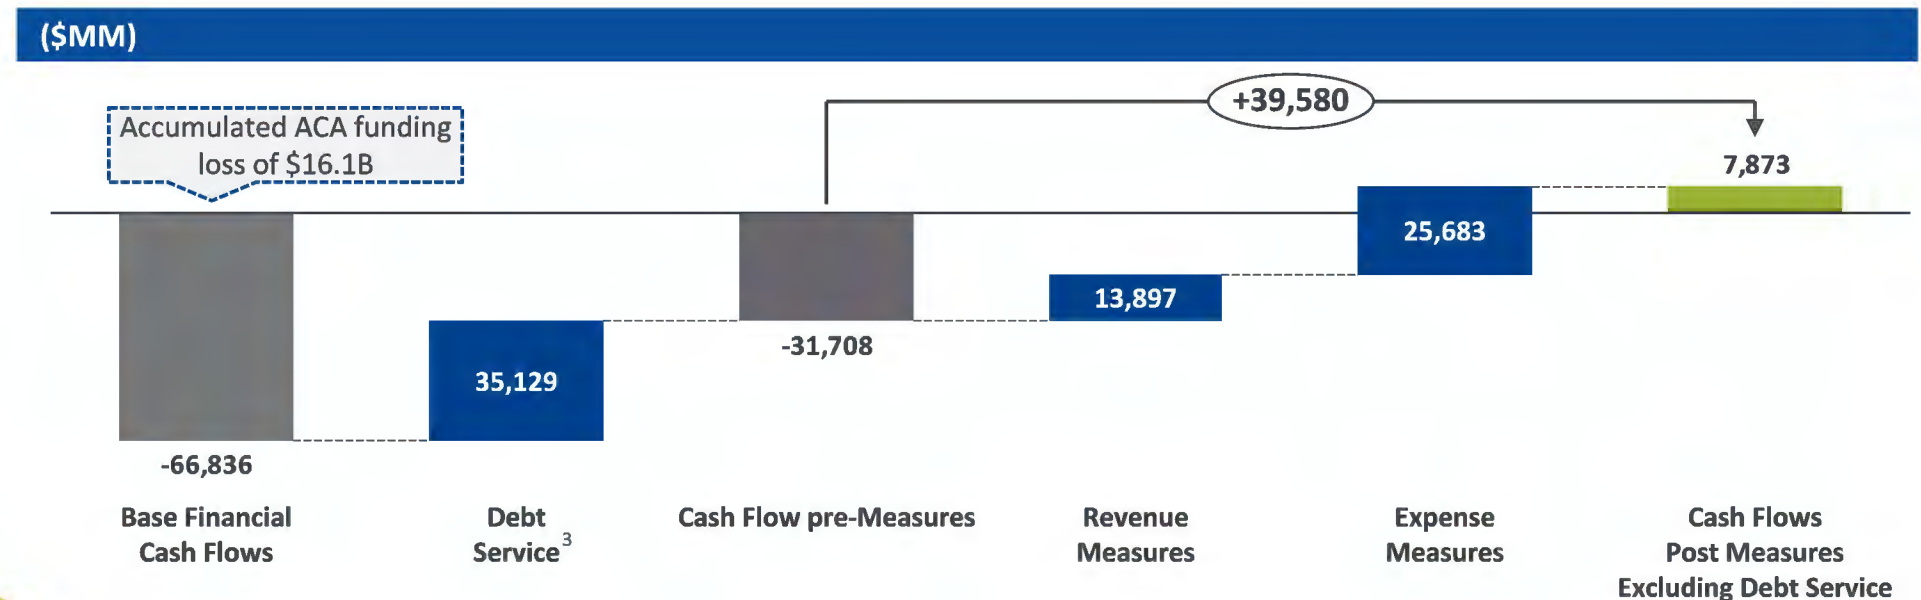 ($MM)
Accumulated ACA funding
loss of $16.1B
+39,580
7,873
25,683
13,897
-31,708
35,129
-66,836
Base Financial
Cash Flows
Debt
Service³
Cash Flow pre-Measures
Revenue
Measures
Expense
Measures
Cash Flows
Post Measures
Excluding Debt Service